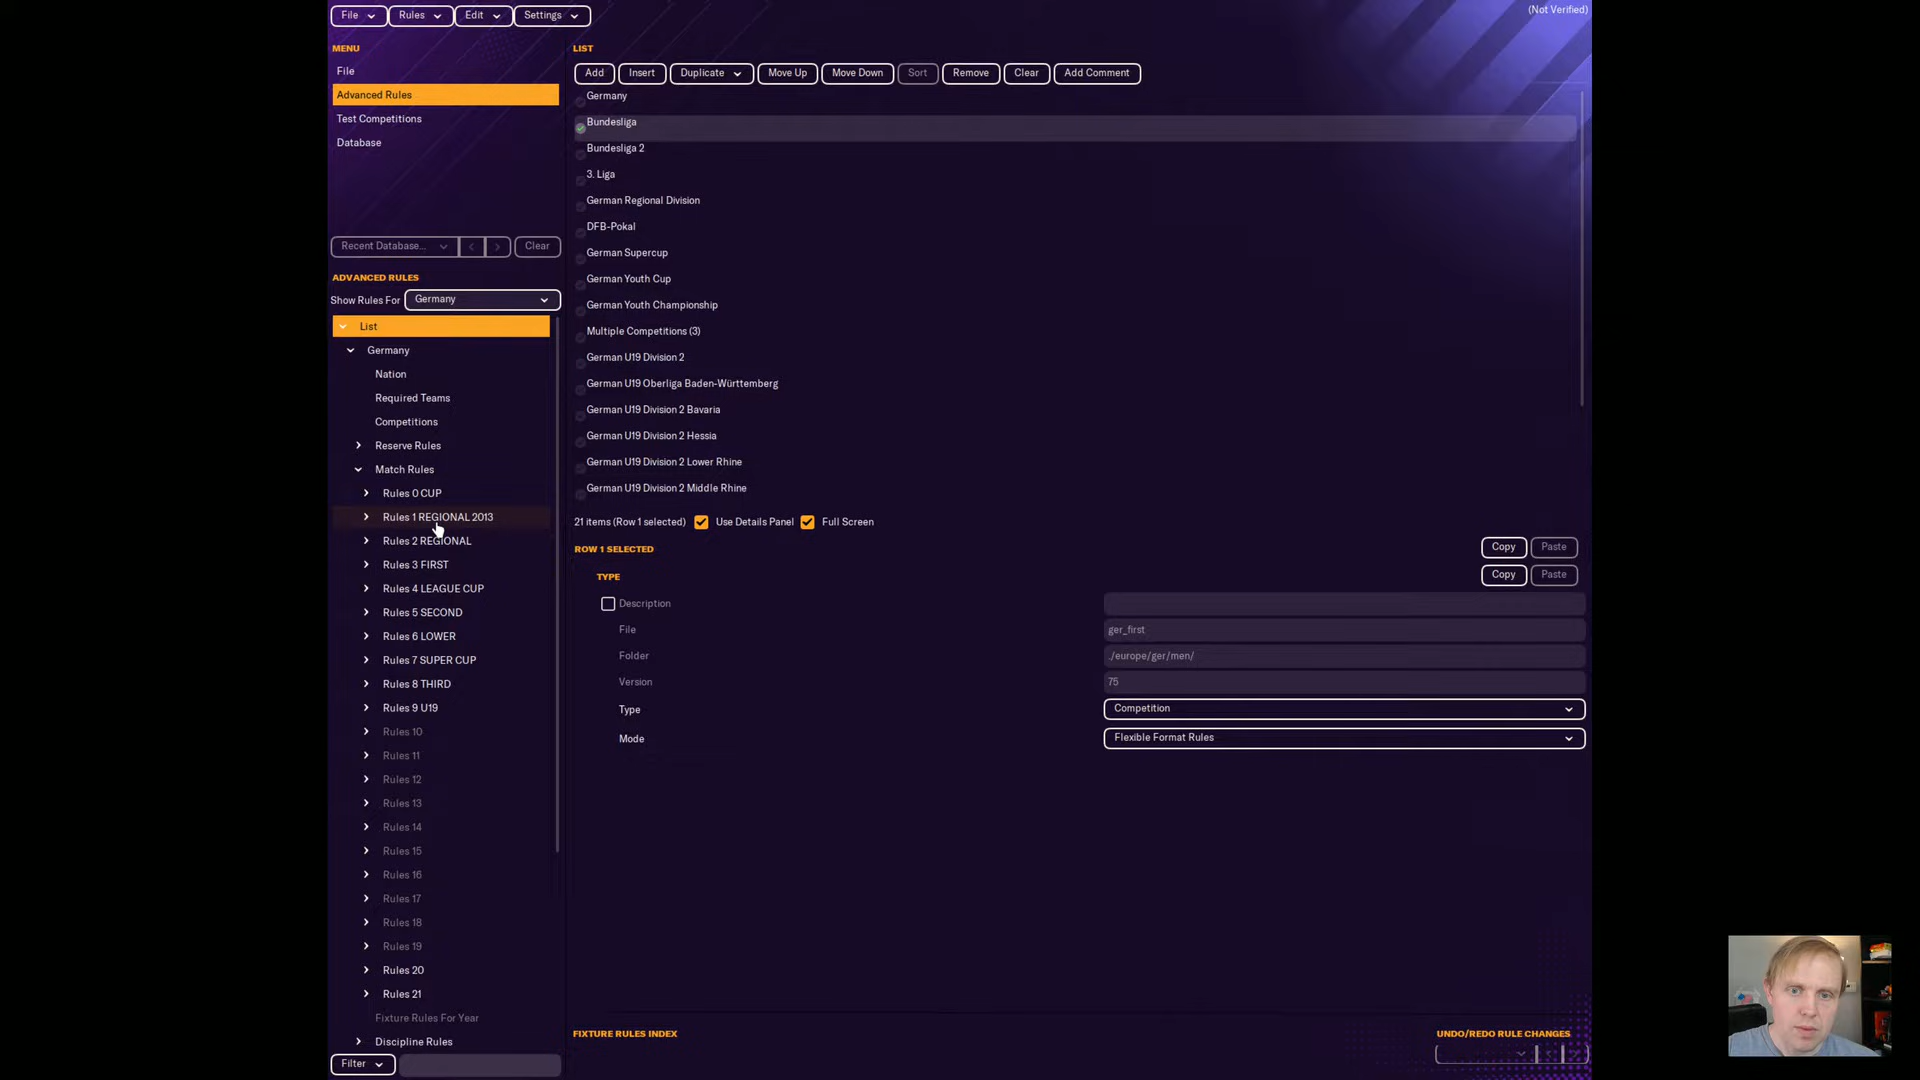 File
Rules
Edit
Settings
(Not Verified)
MENU
File
Advanced Rules
Test Competitions
Database
Recent Database...
Clear
ADVANCED RULES
Show Rules For
Germany
List
Germany
Nation
Required Teams
Competitions
Reserve Rules
Match Rules
Rules 0 CUP
Rules 1 REGIONAL 2013
Rules 2 REGIONAL
Rules 3 FIRST
Rules 4 LEAGUE CUP
Rules 5 SECOND
Rules 6 LOWER
Rules 7 SUPER CUP
Rules 8 THIRD
Rules 9 U19
Rules 10
Rules 11
Rules 12
Rules 13
Rules 14
Rules 15
Rules 16
Rules 17
Rules 18
Rules 19
Rules 20
Rules 21
Fixture Rules For Year
Discipline Rules
Filter
LIST
Add
Insert
Duplicate
Move Up
Move Down
Sort
Remove
Clear
Add Comment
Germany
Bundesliga
Bundesliga 2
3. Liga
German Regional Division
DFB-Pokal
German Supercup
German Youth Cup
German Youth Championship
Multiple Competitions (3)
German U19 Division 2
German U19 Oberliga Baden-Württemberg
German U19 Division 2 Bavaria
German U19 Division 2 Hessia
German U19 Division 2 Lower Rhine
German U19 Division 2 Middle Rhine
21 items (Row 1 selected)
Use Details Panel
Full Screen
ROW 1 SELECTED
Copy
Paste
TYPE
Copy
Paste
Description
File
ger_first
Folder
./europe/ger/men/
Version
75
Type
Competition
Mode
Flexible Format Rules
FIXTURE RULES INDEX
UNDO/REDO RULE CHANGES